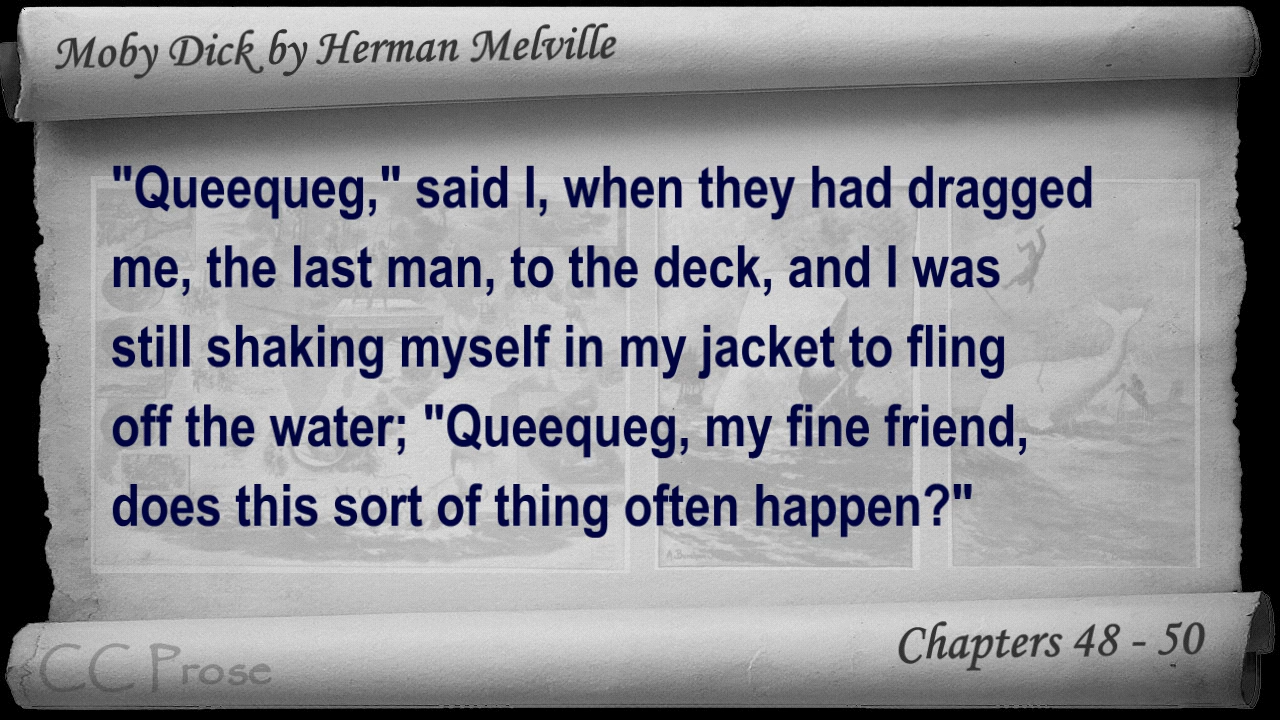 Moby Dick by Herman Melville
"Queequeg," said I, when they had dragged
me, the last man, to the deck, and I was
still shaking myself in my jacket to fling
off the water; "Queequeg, my fine friend,
does this sort of thing often happen?"
Chapters 48 - 50
CC Prose